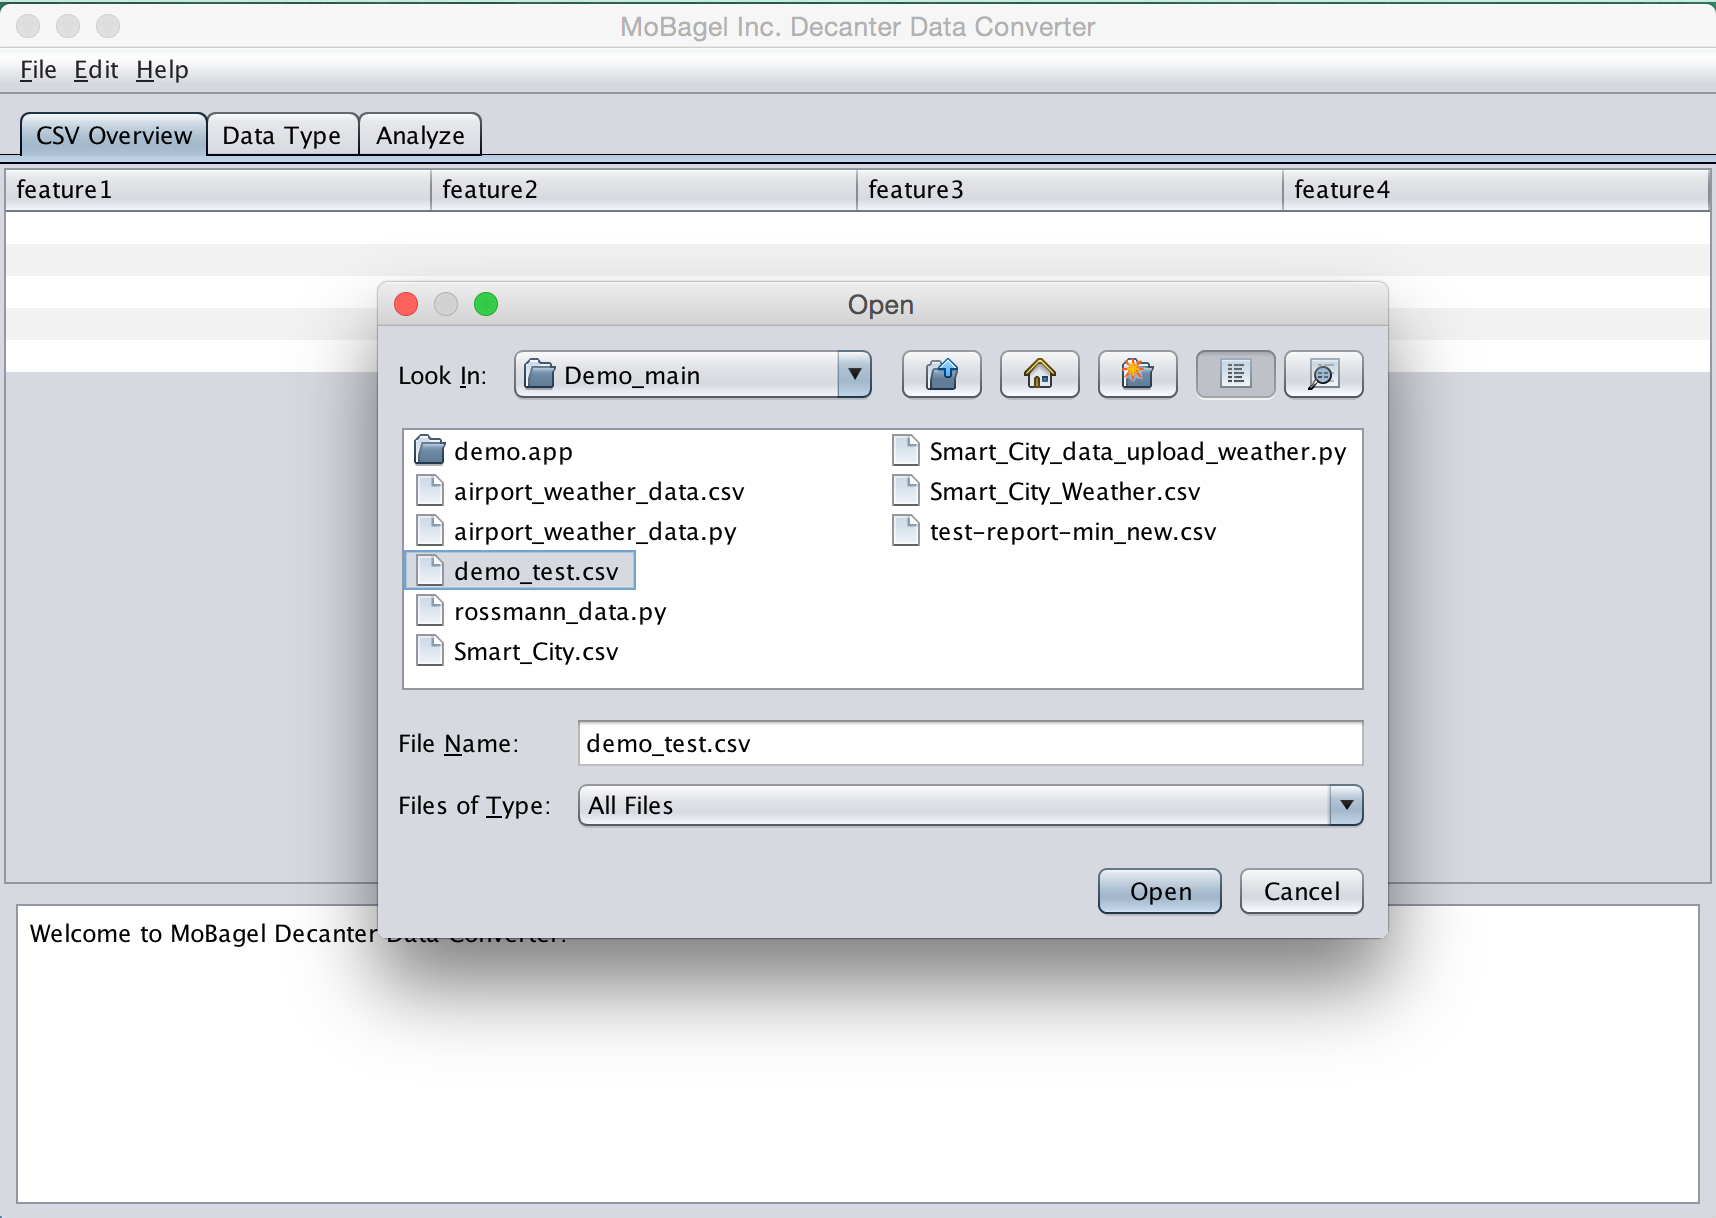 MoBagel Inc. Decanter Data Converter
File Edit Help
CSV Overview Data Type Analyze
feature1 feature2 feature3 feature4
Open
Look In: Demo_main
demo.app
airport_weather_data.csv
airport_weather_data.py
demo_test.csv
rossmann_data.py
Smart_City.csv
Smart_City_data_upload_weather.py
Smart_City_Weather.csv
test-report-min_new.csv
File Name: demo_test.csv
Files of Type: All Files
Open Cancel
Welcome to MoBagel Decanter Data Converter!